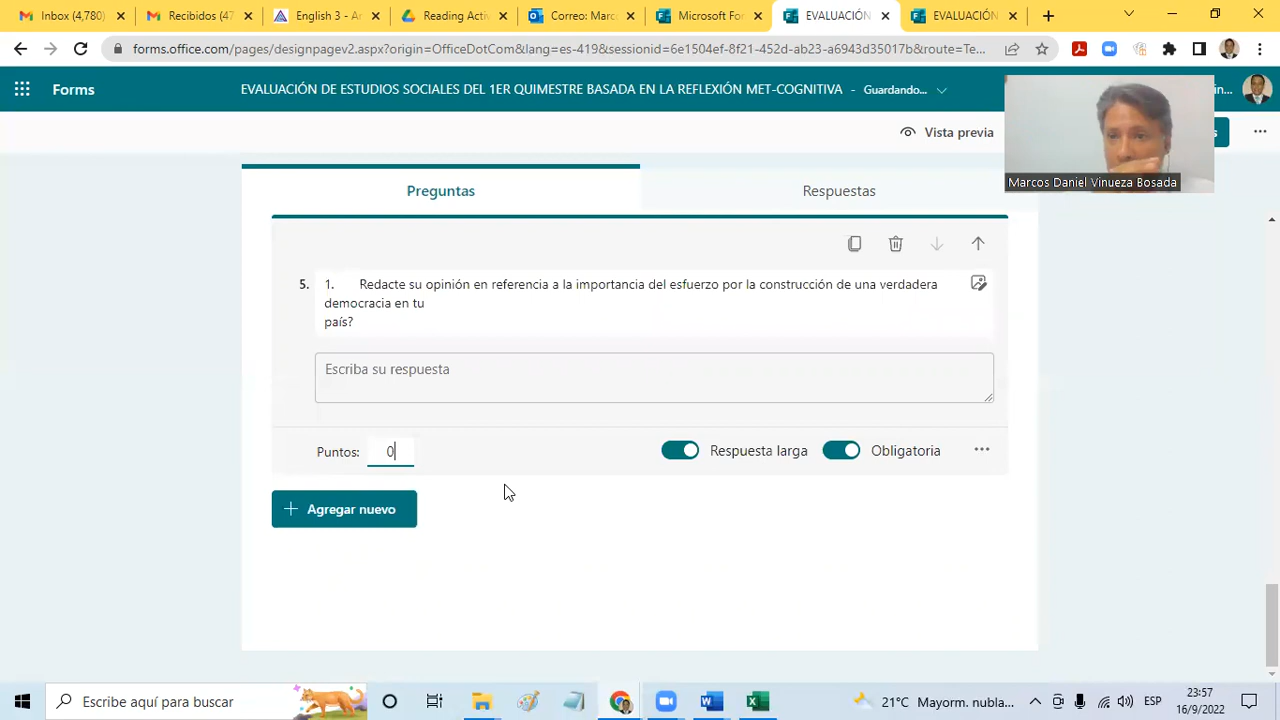 Inbox (4,780)
Recibidos (47
English 3 - Ar
Reading Activ
Correo: Marc
Microsoft Fo
EVALUACIÓN
EVALUACIÓN
forms.office.com/pages/designpagev2.aspx?origin=OfficeDotCom&lang=es-419&sessionid=6e1504ef-8f21-452d-ab23-a6943d35017b&route=Te...
Forms
EVALUACIÓN DE ESTUDIOS SOCIALES DEL 1ER QUIMESTRE BASADA EN LA REFLEXIÓN MET-COGNITIVA - Guardando...
in...
Vista previa
s
Marcos Daniel Vinueza Bosada
Preguntas
Respuestas
5. 1. Redacte su opinión en referencia a la importancia del esfuerzo por la construcción de una verdadera
democracia en tu
país?
Escriba su respuesta
Puntos: 0
Respuesta larga
Obligatoria
Agregar nuevo
Escribe aquí para buscar
21°C Mayorm. nubla...
ESP
23:57
16/9/2022